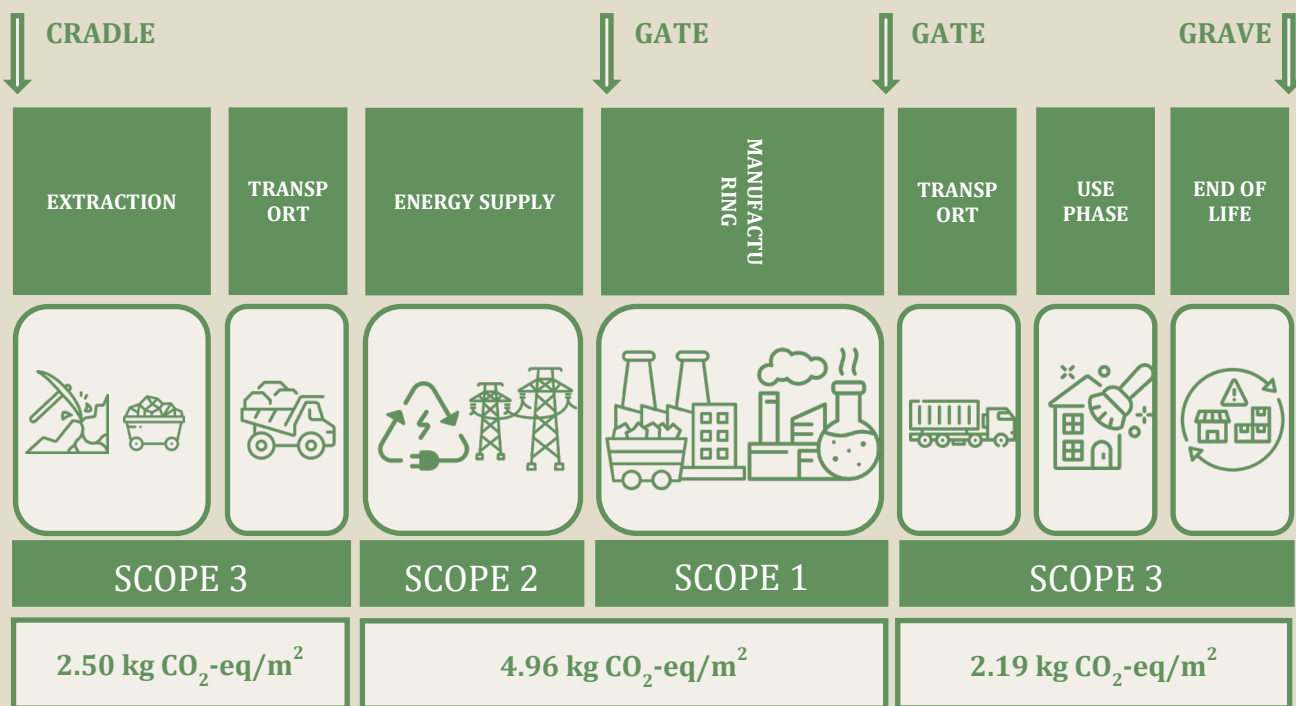 CRADLE
GATE
GATE
GRAVE
EXTRACTION
TRANSP
ORT
ENERGY SUPPLY
MANUFACTU
RING
TRANSP
ORT
USE
PHASE
END OF
LIFE
SCOPE 3
SCOPE 2
SCOPE 1
SCOPE 3
2.50 kg CO₂-eq/m²
4.96 kg CO₂-eq/m²
2.19 kg CO₂-eq/m²